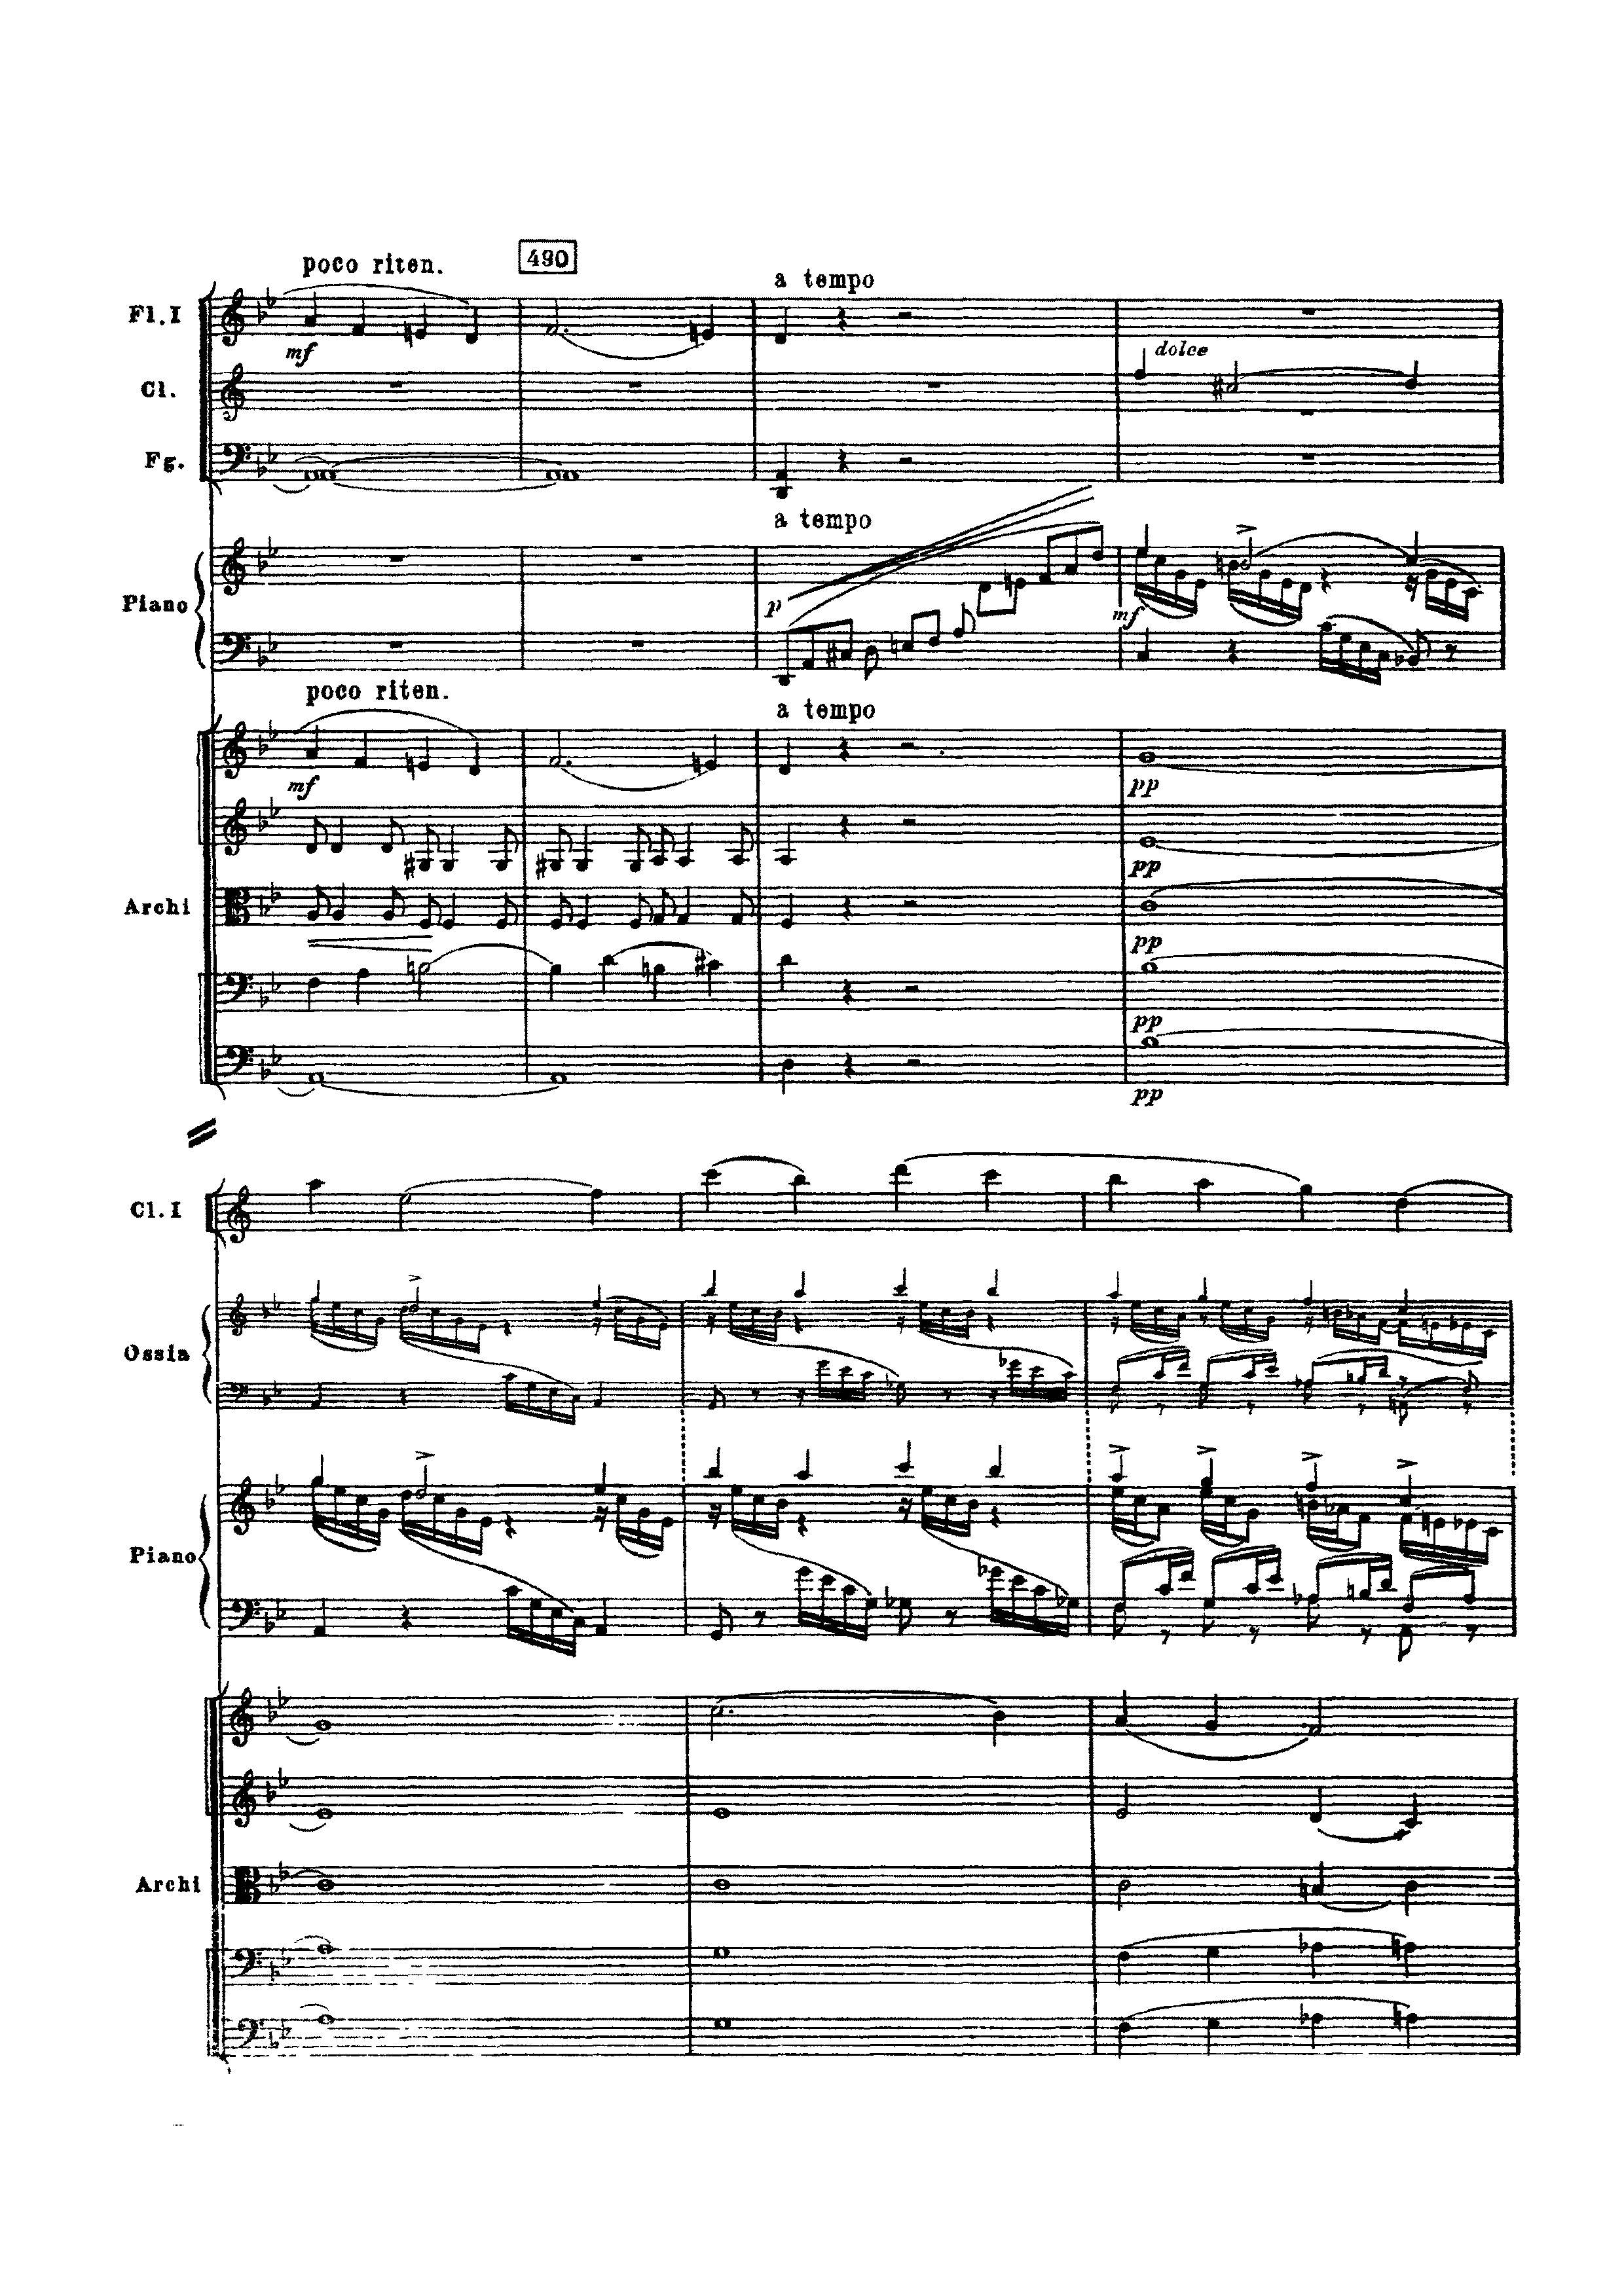 poco riten.
490
a tempo
Fl. I
mf
dolce
Cl.
Fg.
a tempo
p
mf
Piano
poco riten.
a tempo
mf
pp
pp
Archi
pp
pp
pp
Cl. I
Ossia
Piano
Archi